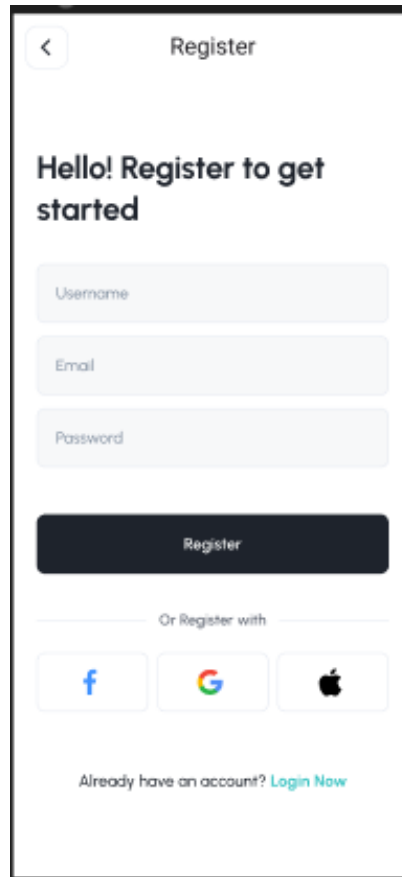 Register
Hello! Register to get
started
Username
Email
Password
Register
Or Register with
Already have an account? Login Now